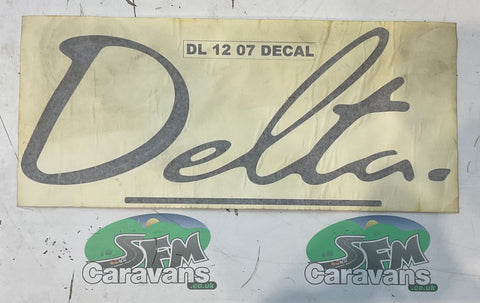 DL 12 07 DECAL
Delta.
SFM
Caravans
.co.uk
SFM
Caravans
.co.uk